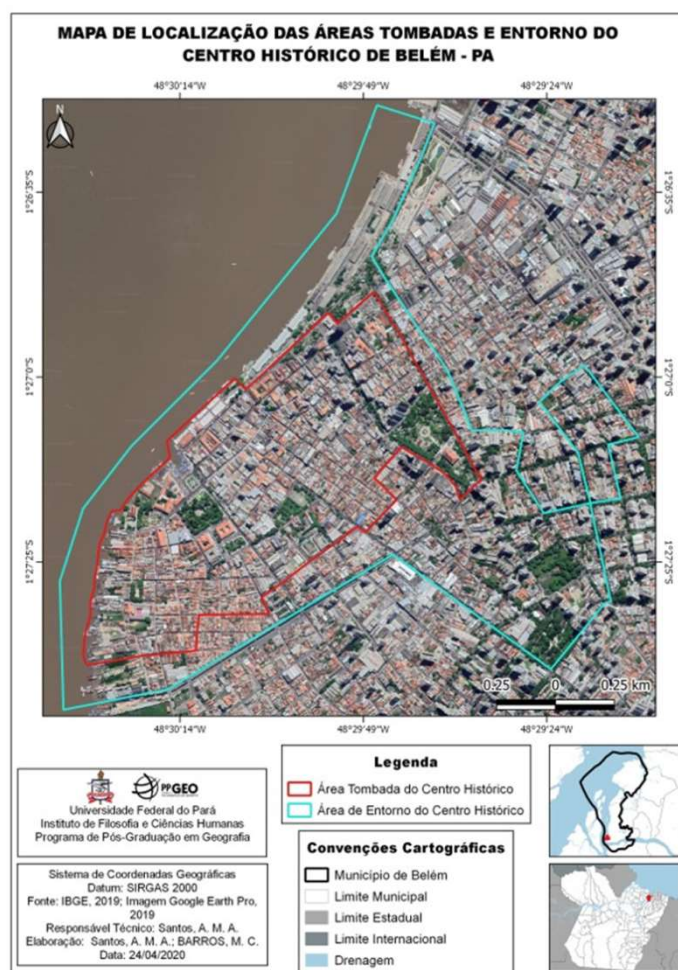 MAPA DE LOCALIZAÇÃO DAS ÁREAS TOMBADAS E ENTORNO DO
CENTRO HISTÓRICO DE BELÉM - PA
48°30'14"W 48°29'49"W 48°29'24"W
N
1°26'35"S 1°26'35"S
1°27'0"S 1°27'0"S
1°27'25"S 1°27'25"S
0.25 0 0.25 km
48°30'14"W 48°29'49"W 48°29'24"W
PPGEO
Universidade Federal do Pará
Instituto de Filosofia e Ciências Humanas
Programa de Pós-Graduação em Geografia
Sistema de Coordenadas Geográficas
Datum: SIRGAS 2000
Fonte: IBGE, 2019; Imagem Google Earth Pro,
2019
Responsável Técnico: Santos, A. M. A.
Elaboração: Santos, A. M. A.; BARROS, M. C.
Data: 24/04/2020
Legenda
Área Tombada do Centro Histórico
Área de Entorno do Centro Histórico
Convenções Cartográficas
Município de Belém
Limite Municipal
Limite Estadual
Limite Internacional
Drenagem